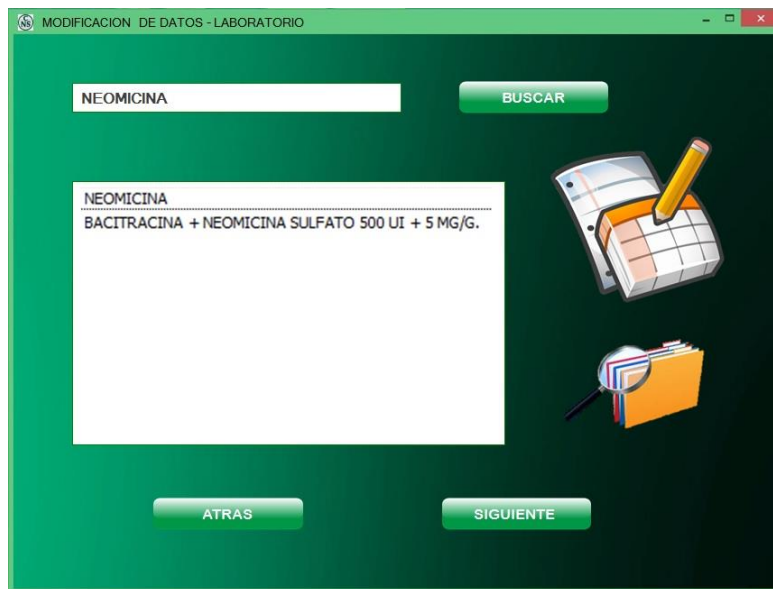 MODIFICACION DE DATOS - LABORATORIO
NEOMICINA
BUSCAR
NEOMICINA
BACITRACINA + NEOMICINA SULFATO 500 UI + 5 MG/G.
ATRAS
SIGUIENTE